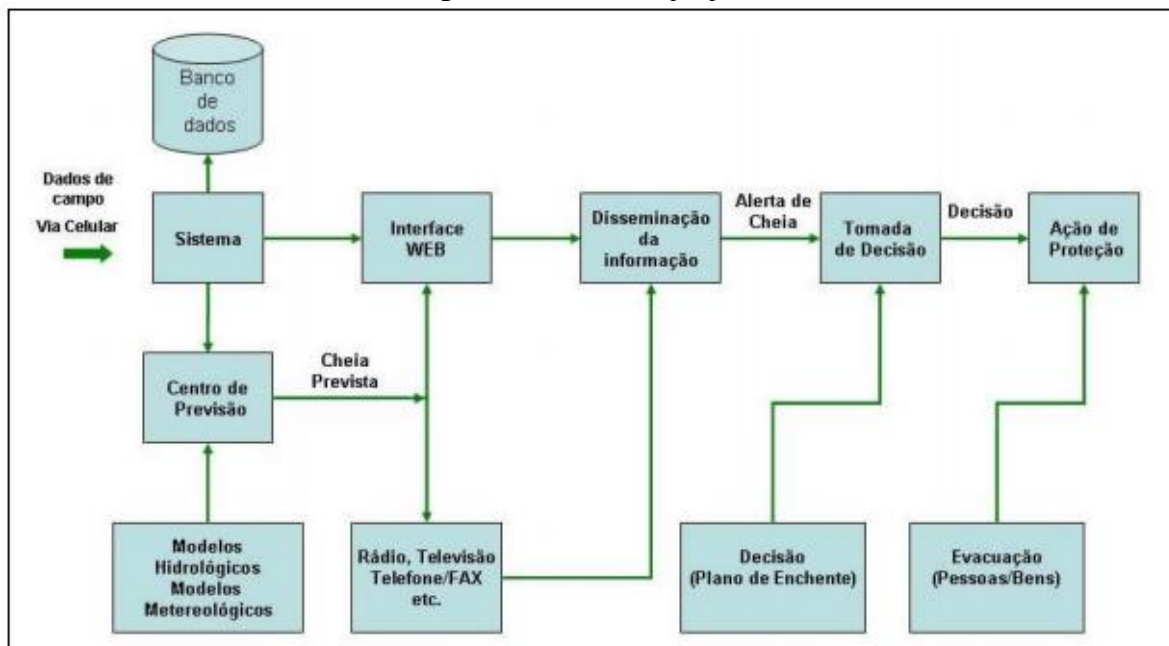 Banco
de
dados
Dados de
campo
Via Celular
Sistema
Interface
WEB
Disseminação
da
informação
Alerta de
Cheia
Tomada
de Decisão
Decisão
Ação de
Proteção
Centro de
Previsão
Cheia
Prevista
Modelos
Hidrológicos
Modelos
Metereológicos
Rádio, Televisão
Telefone/FAX
etc.
Decisão
(Plano de Enchente)
Evacuação
(Pessoas/Bens)